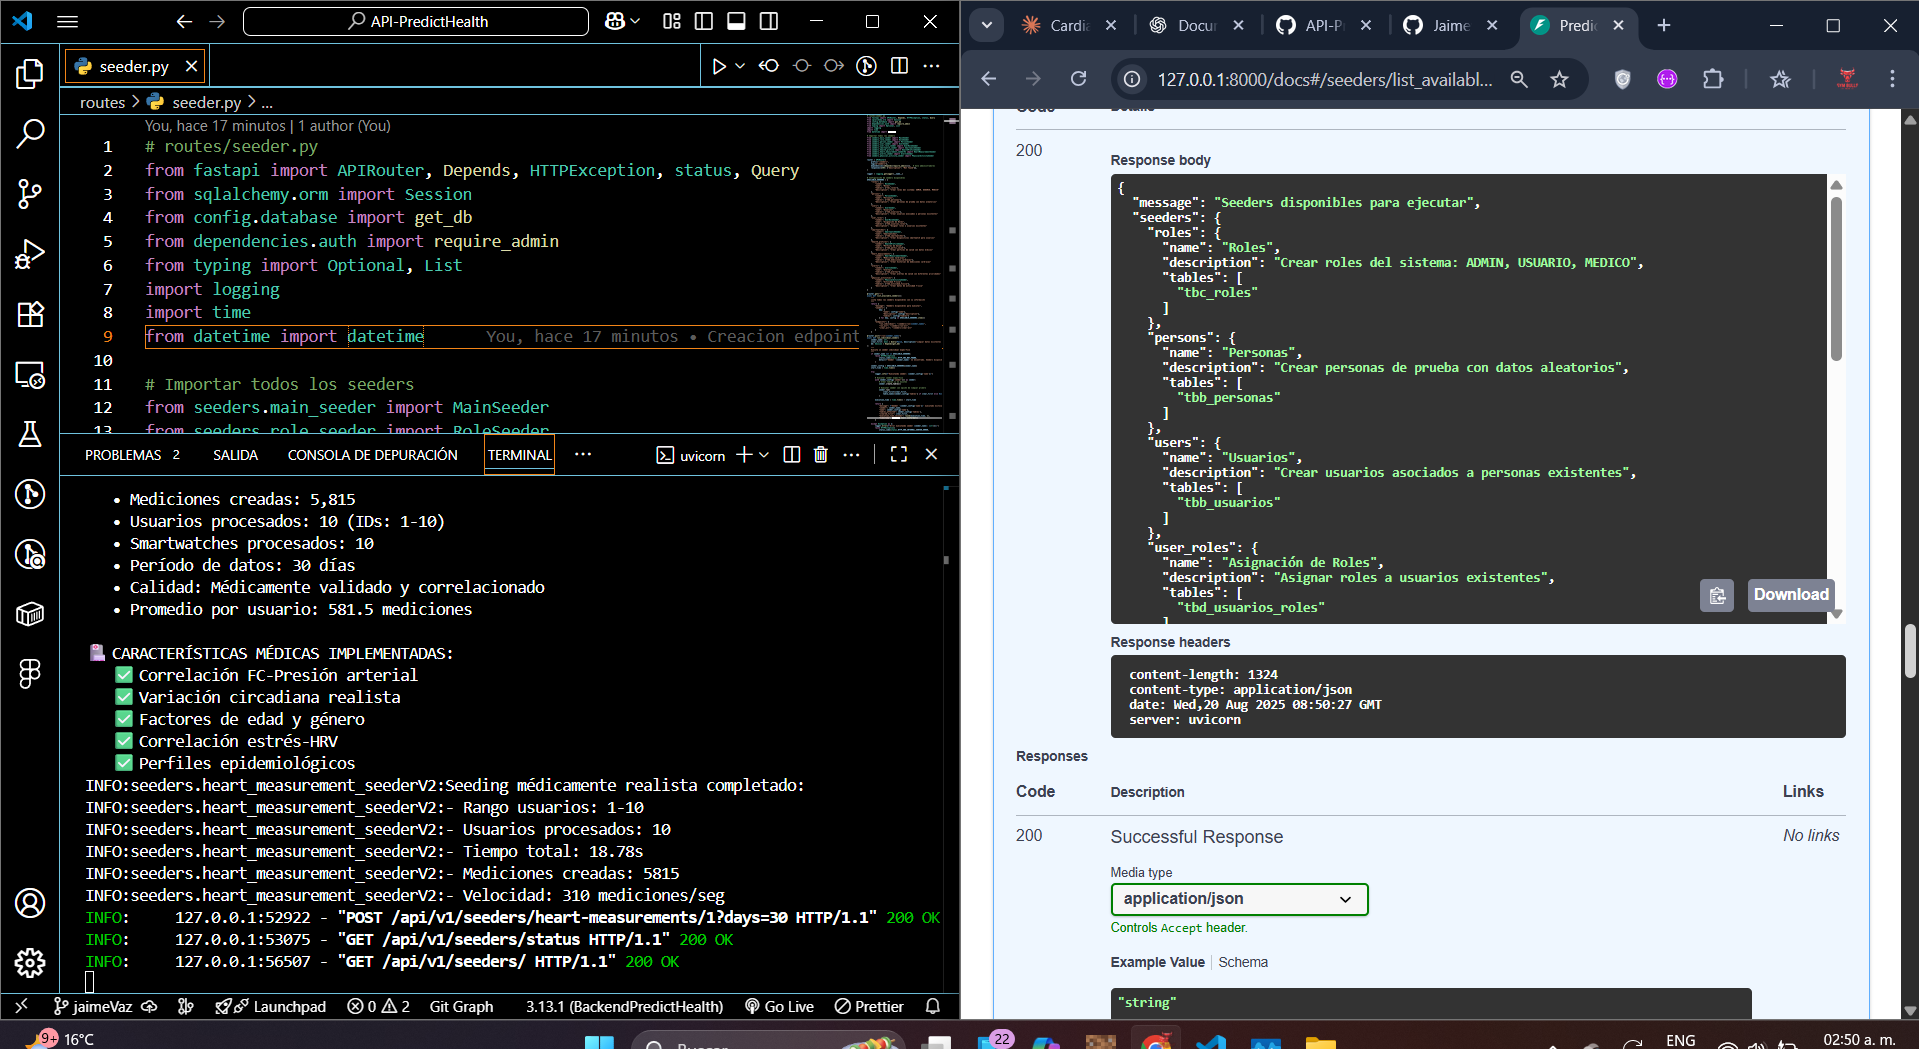 API-PredictHealth
seeder.py
routes > seeder.py > ...
You, hace 17 minutos | 1 author (You)
1 # routes/seeder.py
2 from fastapi import APIRouter, Depends, HTTPException, status, Query
3 from sqlalchemy.orm import Session
4 from config.database import get_db
5 from dependencies.auth import require_admin
6 from typing import Optional, List
7 import logging
8 import time
9 from datetime import datetime You, hace 17 minutos • Creacion edpoint
10
11 # Importar todos los seeders
12 from seeders.main_seeder import MainSeeder
13 from seeders.role_seeder import RoleSeeder
PROBLEMAS 2 SALIDA CONSOLA DE DEPURACIÓN TERMINAL ... uvicorn
• Mediciones creadas: 5,815
• Usuarios procesados: 10 (IDs: 1-10)
• Smartwatches procesados: 10
• Período de datos: 30 días
• Calidad: Médicamente validado y correlacionado
• Promedio por usuario: 581.5 mediciones
CARACTERÍSTICAS MÉDICAS IMPLEMENTADAS:
✅ Correlación FC-Presión arterial
✅ Variación circadiana realista
✅ Factores de edad y género
✅ Correlación estrés-HRV
✅ Perfiles epidemiológicos
INFO:seeders.heart_measurement_seederV2:Seeding médicamente realista completado:
INFO:seeders.heart_measurement_seederV2:- Rango usuarios: 1-10
INFO:seeders.heart_measurement_seederV2:- Usuarios procesados: 10
INFO:seeders.heart_measurement_seederV2:- Tiempo total: 18.78s
INFO:seeders.heart_measurement_seederV2:- Mediciones creadas: 5815
INFO:seeders.heart_measurement_seederV2:- Velocidad: 310 mediciones/seg
INFO: 127.0.0.1:52922 - "POST /api/v1/seeders/heart-measurements/1?days=30 HTTP/1.1" 200 OK
INFO: 127.0.0.1:53075 - "GET /api/v1/seeders/status HTTP/1.1" 200 OK
INFO: 127.0.0.1:56507 - "GET /api/v1/seeders/ HTTP/1.1" 200 OK
jaimeVaz Launchpad 0 2 Git Graph 3.13.1 (BackendPredictHealth) Go Live Prettier
Cardia Docum API-P Jaime Predic
127.0.0.1:8000/docs#/seeders/list_availabl...
Code Details
200
Response body
{
"message": "Seeders disponibles para ejecutar",
"seeders": {
"roles": {
"name": "Roles",
"description": "Crear roles del sistema: ADMIN, USUARIO, MEDICO",
"tables": [
"tbc_roles"
]
},
"persons": {
"name": "Personas",
"description": "Crear personas de prueba con datos aleatorios",
"tables": [
"tbb_personas"
]
},
"users": {
"name": "Usuarios",
"description": "Crear usuarios asociados a personas existentes",
"tables": [
"tbb_usuarios"
]
},
"user_roles": {
"name": "Asignación de Roles",
"description": "Asignar roles a usuarios existentes",
"tables": [
"tbd_usuarios_roles"
]
Download
Response headers
content-length: 1324
content-type: application/json
date: Wed,20 Aug 2025 08:50:27 GMT
server: uvicorn
Responses
Code Description Links
200 Successful Response No links
Media type
application/json
Controls Accept header.
Example Value Schema
"string"
9+ 16°C
Buscar
22
ENG
02:50 a. m.